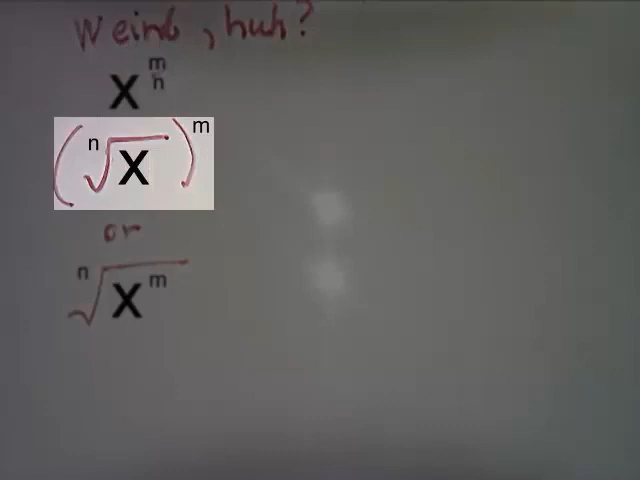 Weird, huh?
x^(m/n)
(ⁿ√x)^m
or
ⁿ√x^m